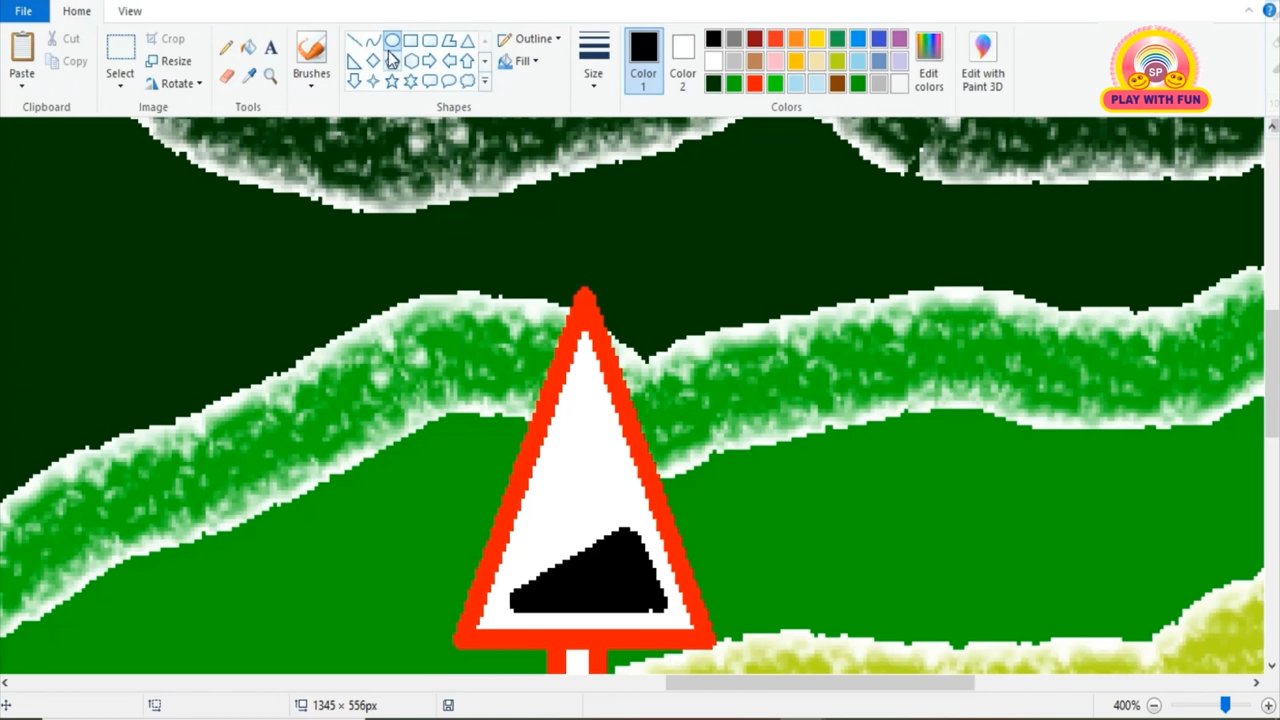 File
Home
View
Paste
Cut
Copy
Clipboard
Select
Crop
Resize
Rotate
Image
Tools
Brushes
Shapes
Outline
Fill
Size
Color
1
Color
2
Edit
colors
Edit with
Paint 3D
Colors
SP
PLAY WITH FUN
1345 × 556px
400%